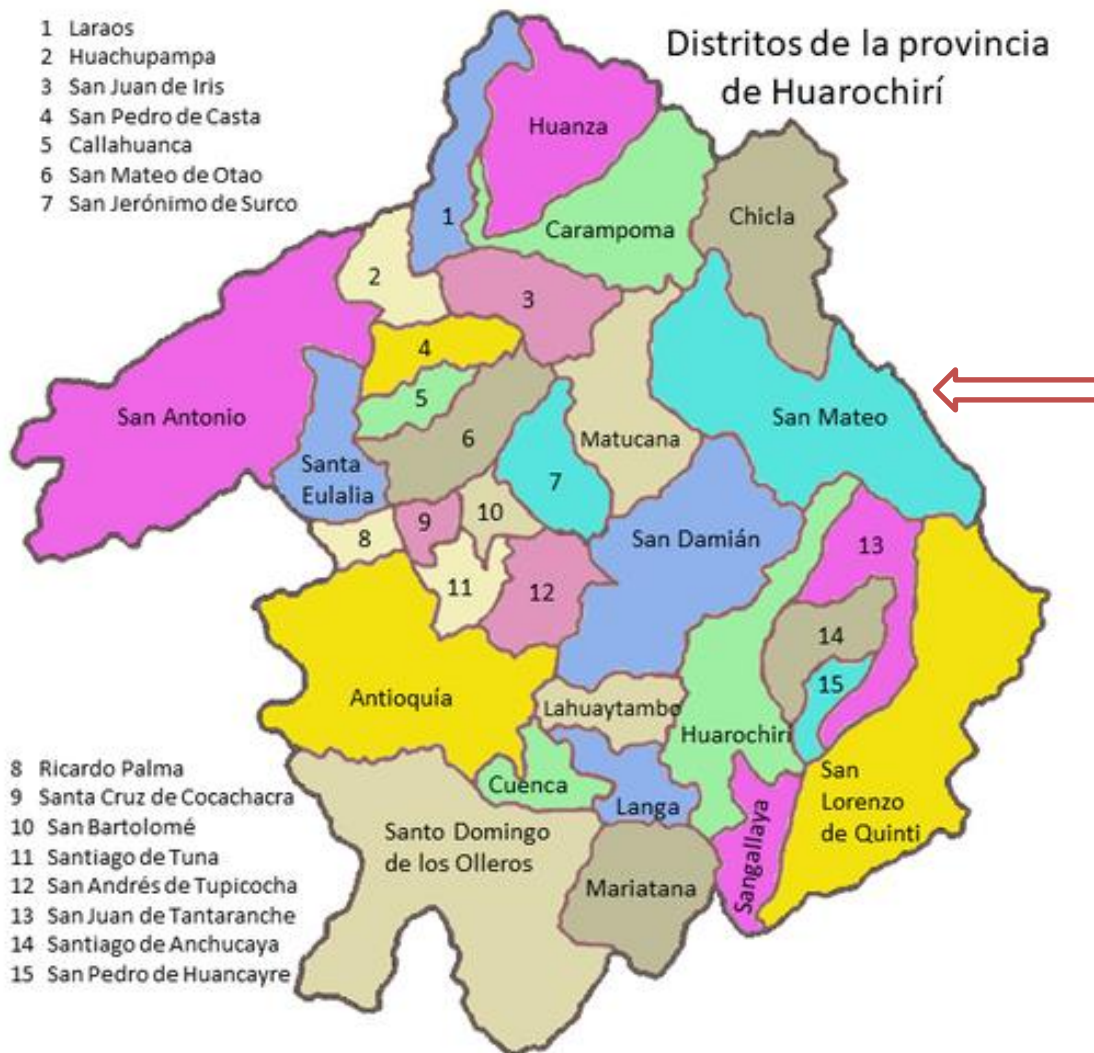 1 Laraos
2 Huachupampa
3 San Juan de Iris
4 San Pedro de Casta
5 Callahuanca
6 San Mateo de Otao
7 San Jerónimo de Surco
Distritos de la provincia
de Huarochirí
Huanza
1
Carampoma
Chicla
2
3
4
5
San Antonio
6
Matucana
San Mateo
Santa
Eulalia
7
10
9
8
San Damián
13
11
12
14
15
Antioquía
Lahuaytambo
Huarochiri
Cuenca
Langa
San
Lorenzo
de Quinti
Santo Domingo
de los Olleros
Mariatana
Sangallaya
8 Ricardo Palma
9 Santa Cruz de Cocachacra
10 San Bartolomé
11 Santiago de Tuna
12 San Andrés de Tupicocha
13 San Juan de Tantaranche
14 Santiago de Anchucaya
15 San Pedro de Huancayre